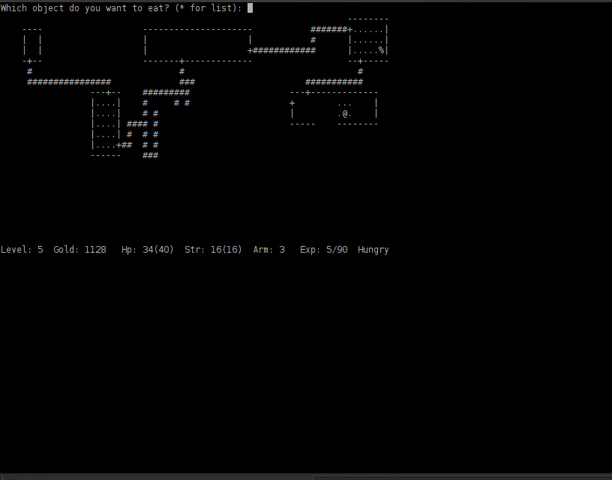 Which object do you want to eat? (* for list):
                                                                             --------
    ----                   -------------------------             #######+......|
    |  |                   |                       |             #      |......|
    |  |                   |                       +############      |.....%|
    -+--                   -------+---------------                    --+-----
     #                            #                                       #
     ################             ###                         ###########
                    ---+--    #########                    ---+---------------
                    |....|    #     # #                    +        ...    |
                    |....|    # #                          |        .@.    |
                    |....| #### #                          -----    --------
                    |....| #  # #
                    |....+##  # #
                    ------    ###
Level: 5  Gold: 1128   Hp: 34(40)  Str: 16(16)  Arm: 3   Exp: 5/90  Hungry